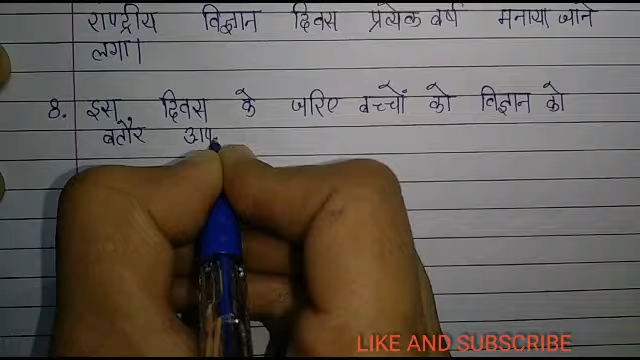 राष्ट्रीय विज्ञान दिवस प्रत्येक वर्ष मनाया जाने
लगा।
8. इस दिवस के जरिए बच्चों को विज्ञान को
बतौर
LIKE AND SUBSCRIBE